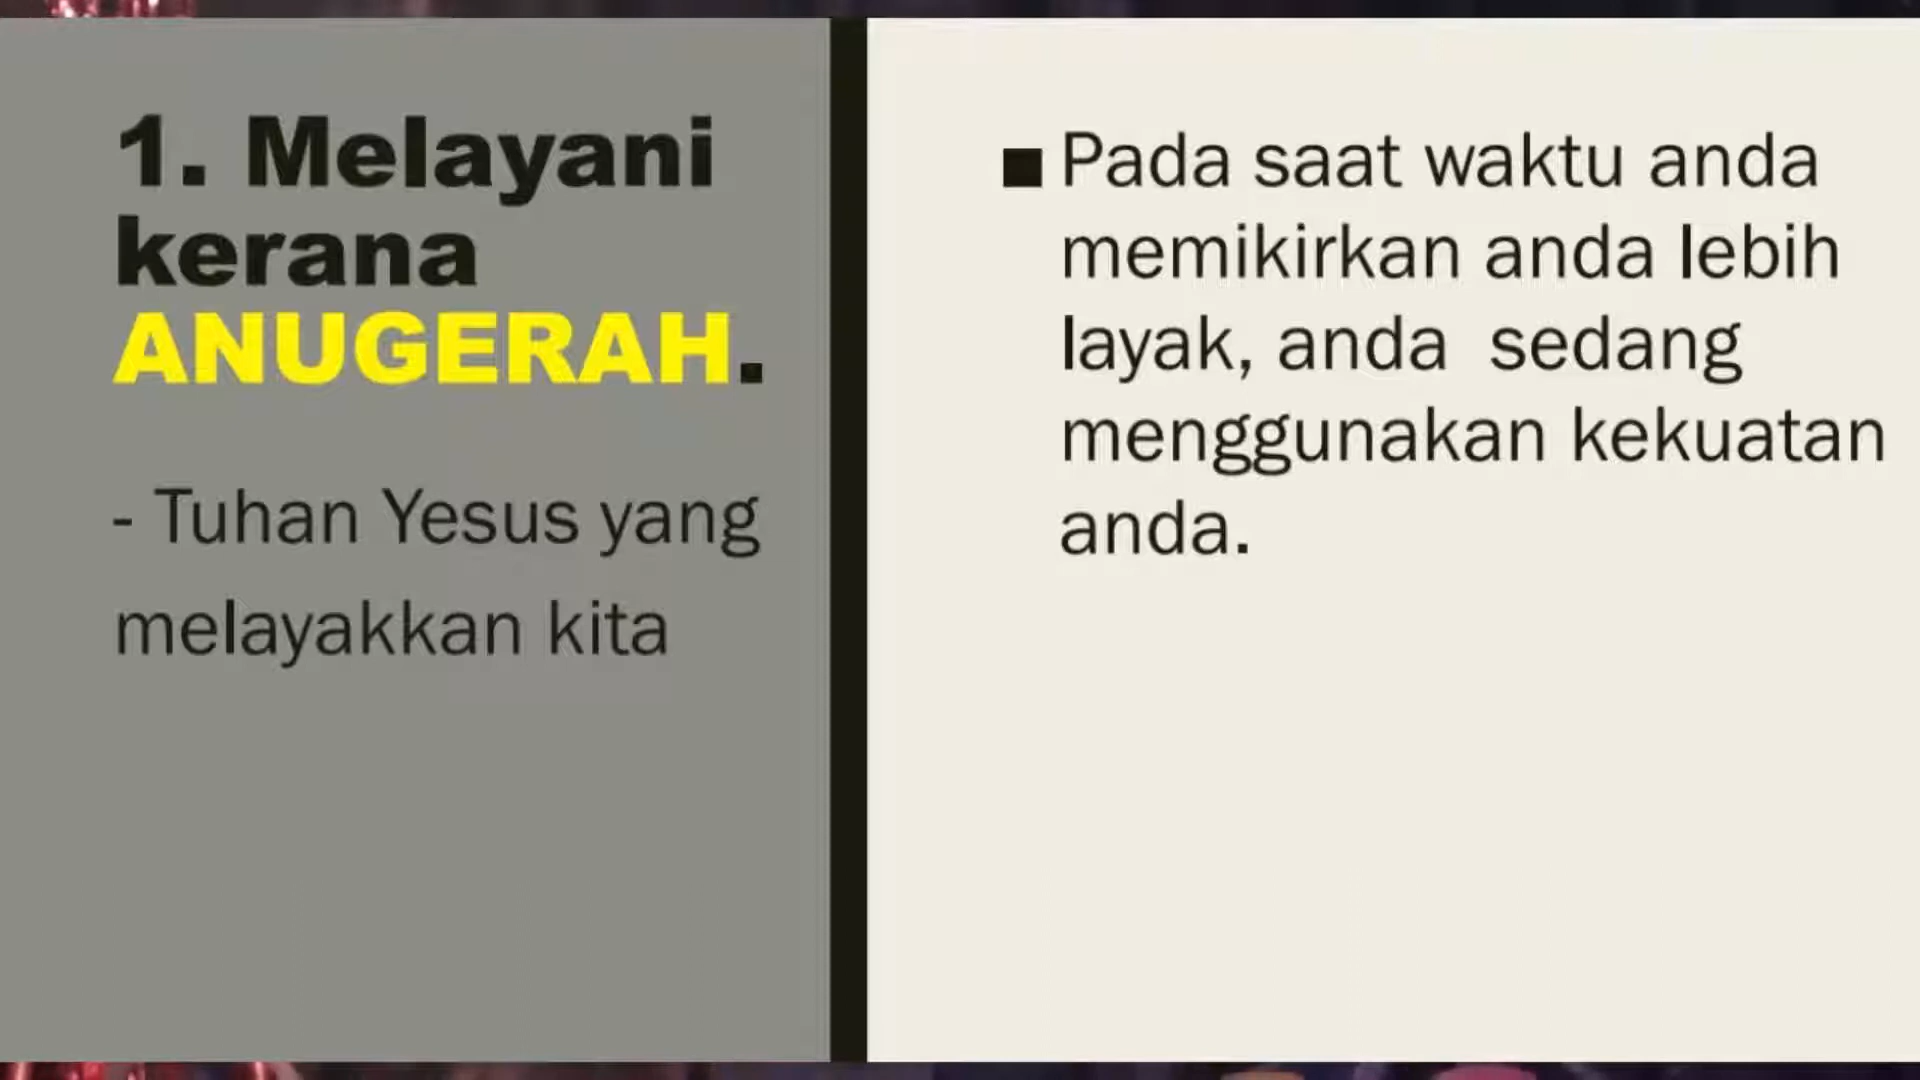 1. Melayani
kerana
ANUGERAH.
- Tuhan Yesus yang
melayakkan kita
■ Pada saat waktu anda
memikirkan anda lebih
layak, anda sedang
menggunakan kekuatan
anda.